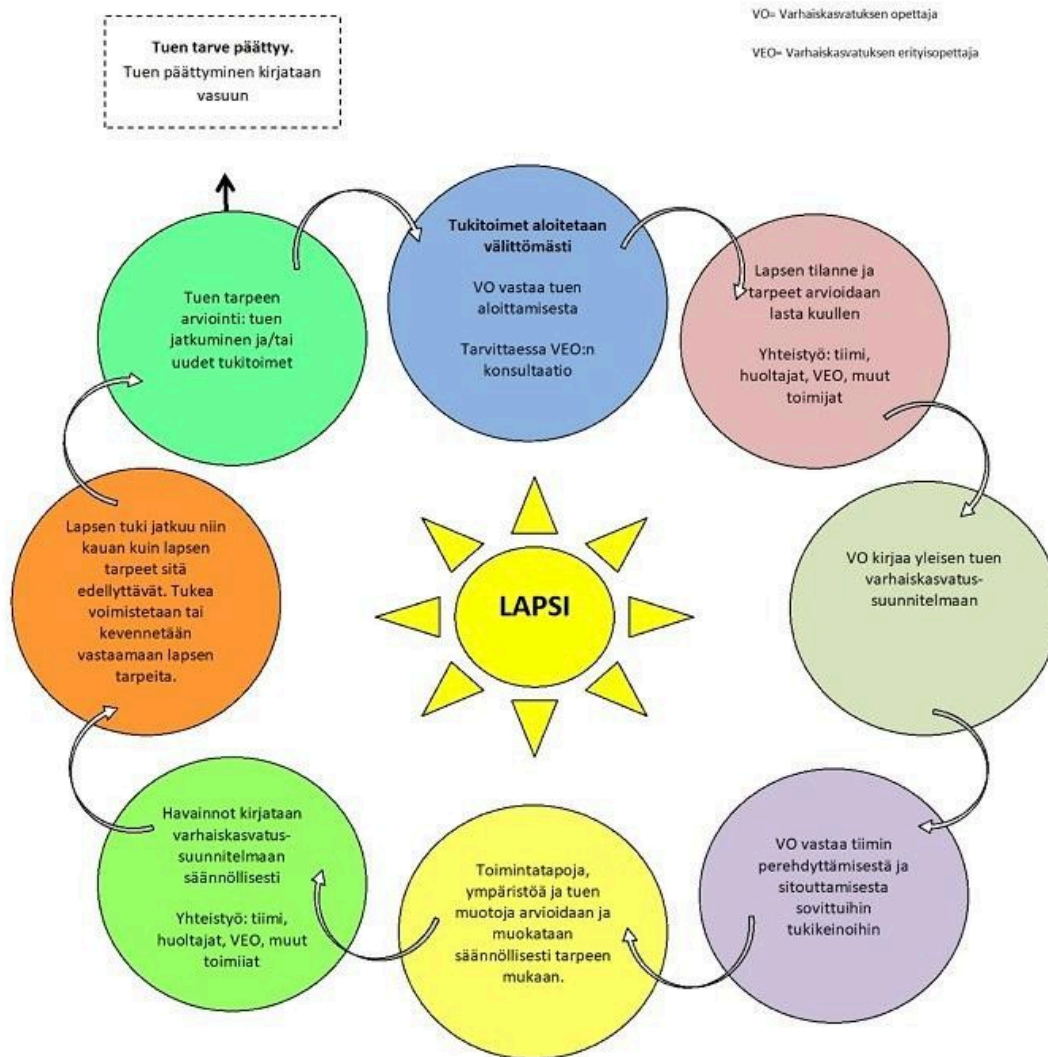 VO= Varhaiskasvatuksen opettaja
VEO= Varhaiskasvatuksen erityisopettaja
Tuen tarve päättyy.
Tuen päättyminen kirjataan
vasuun
Tukitoimet aloitetaan
välittömästi
VO vastaa tuen
aloittamisesta
Tarvittaessa VEO:n
konsultaatio
Lapsen tilanne ja
tarpeet arvioidaan
lasta kuullen
Yhteistyö: tiimi,
huoltajat, VEO, muut
toimijat
VO kirjaa yleisen tuen
varhaiskasvatus-
suunnitelmaan
VO vastaa tiimin
perehdyttämisestä ja
sitouttamisesta
sovittuihin
tukikeinoihin
Toimintatapoja,
ympäristöä ja tuen
muotoja arvioidaan ja
muokataan
säännöllisesti tarpeen
mukaan.
Havainnot kirjataan
varhaiskasvatus-
suunnitelmaan
säännöllisesti
Yhteistyö: tiimi,
huoltajat, VEO, muut
toimijat
Lapsen tuki jatkuu niin
kauan kuin lapsen
tarpeet sitä
edellyttävät. Tukea
voimistetaan tai
kevennetään
vastaamaan lapsen
tarpeita.
Tuen tarpeen
arviointi: tuen
jatkuminen ja/tai
uudet tukitoimet
LAPSI